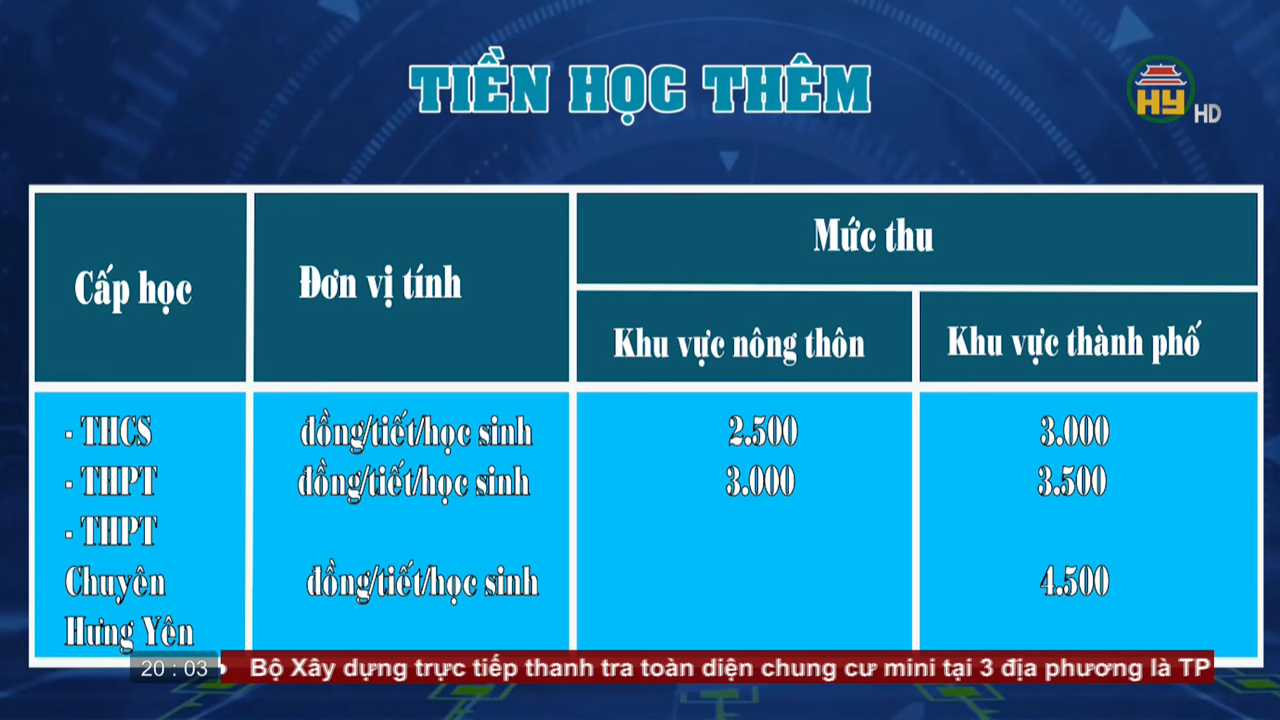 TIỀN HỌC THÊM
HY HD
Cấp học
Đơn vị tính
Mức thu
Khu vực nông thôn
Khu vực thành phố
- THCS
đồng/tiết/học sinh
2.500
3.000
- THPT
đồng/tiết/học sinh
3.000
3.500
- THPT
Chuyên
đồng/tiết/học sinh
4.500
Hưng Yên
20 : 03
Bộ Xây dựng trực tiếp thanh tra toàn diện chung cư mini tại 3 địa phương là TP